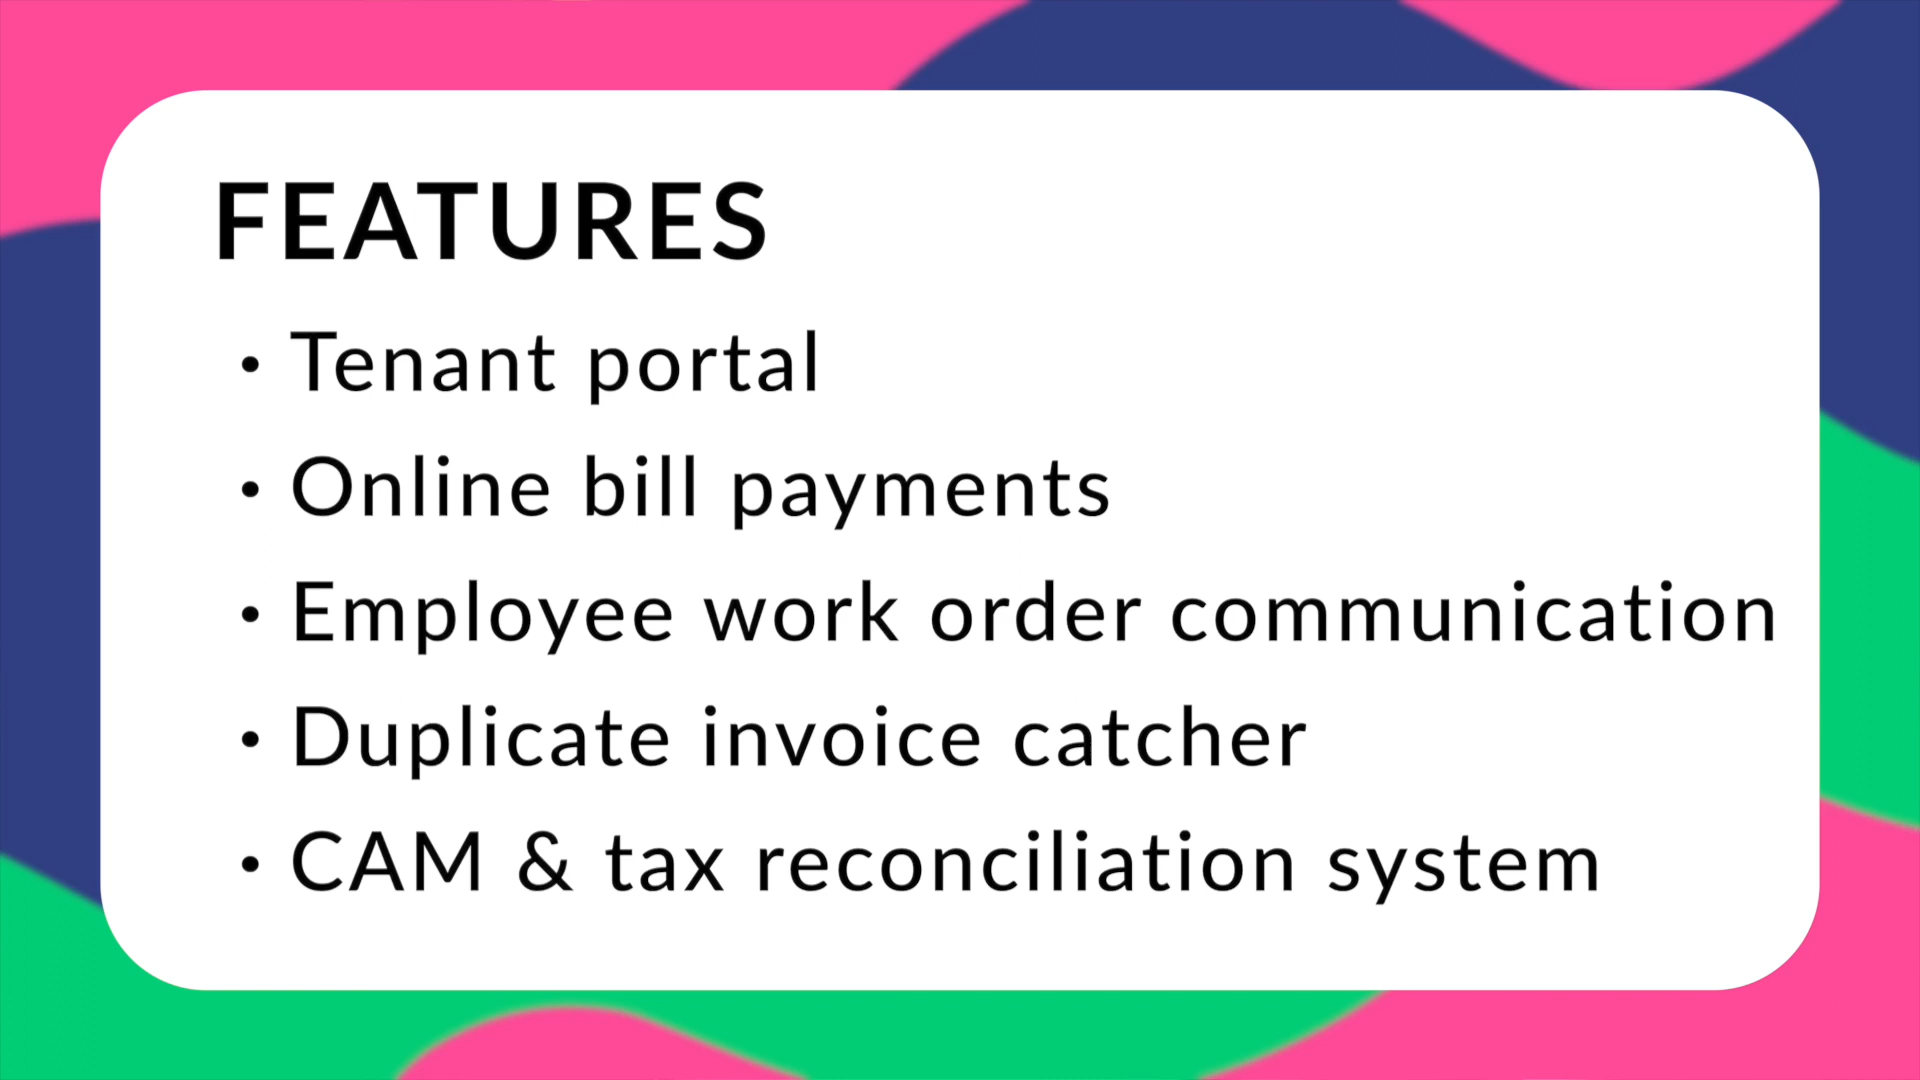 FEATURES
• Tenant portal
• Online bill payments
• Employee work order communication
• Duplicate invoice catcher
• CAM & tax reconciliation system